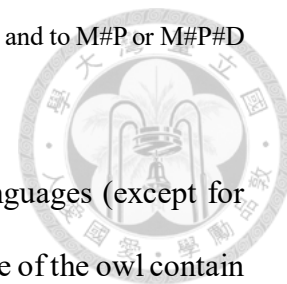 and to M#P or M#P#D
nguages (except for
e of the owl contain